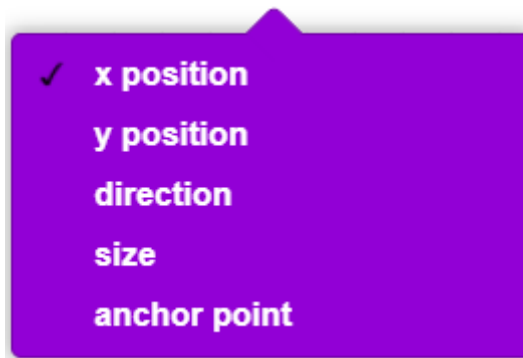 x position
y position
direction
size
anchor point